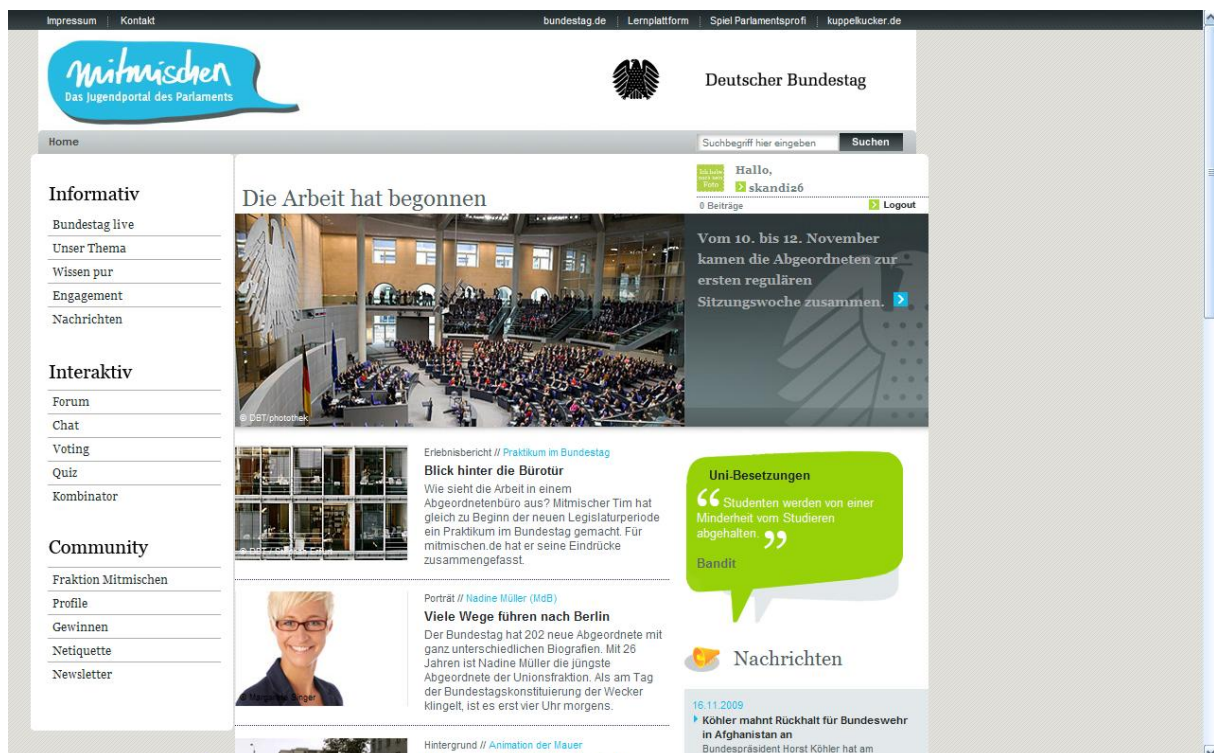 Impressum | Kontakt
bundestag.de | Lernplattform | Spiel Parlamentsprofi | kuppelkucker.de
mitmischen
Das Jugendportal des Parlaments
Deutscher Bundestag
Home
Suchbegriff hier eingeben
Suchen
Informativ
Bundestag live
Unser Thema
Wissen pur
Engagement
Nachrichten
Interaktiv
Forum
Chat
Voting
Quiz
Kombinator
Community
Fraktion Mitmischen
Profile
Gewinnen
Netiquette
Newsletter
Die Arbeit hat begonnen
Ich habe
noch kein
Foto
Hallo,
skandi26
0 Beiträge
Logout
© DBT/photothek
Vom 10. bis 12. November
kamen die Abgeordneten zur
ersten regulären
Sitzungswoche zusammen.
Erlebnisbericht // Praktikum im Bundestag
Blick hinter die Bürotür
Wie sieht die Arbeit in einem
Abgeordnetenbüro aus? Mitmischer Tim hat
gleich zu Beginn der neuen Legislaturperiode
ein Praktikum im Bundestag gemacht. Für
mitmischen.de hat er seine Eindrücke
zusammengefasst.
© DBT /
Porträt // Nadine Müller (MdB)
Viele Wege führen nach Berlin
Der Bundestag hat 202 neue Abgeordnete mit
ganz unterschiedlichen Biografien. Mit 26
Jahren ist Nadine Müller die jüngste
Abgeordnete der Unionsfraktion. Als am Tag
der Bundestagskonstituierung der Wecker
klingelt, ist es erst vier Uhr morgens.
Hintergrund // Animation der Mauer
Uni-Besetzungen
“ Studenten werden von einer
Minderheit vom Studieren
abgehalten. ”
Bandit
Nachrichten
16.11.2009
Köhler mahnt Rückhalt für Bundeswehr
in Afghanistan an
Bundespräsident Horst Köhler hat am